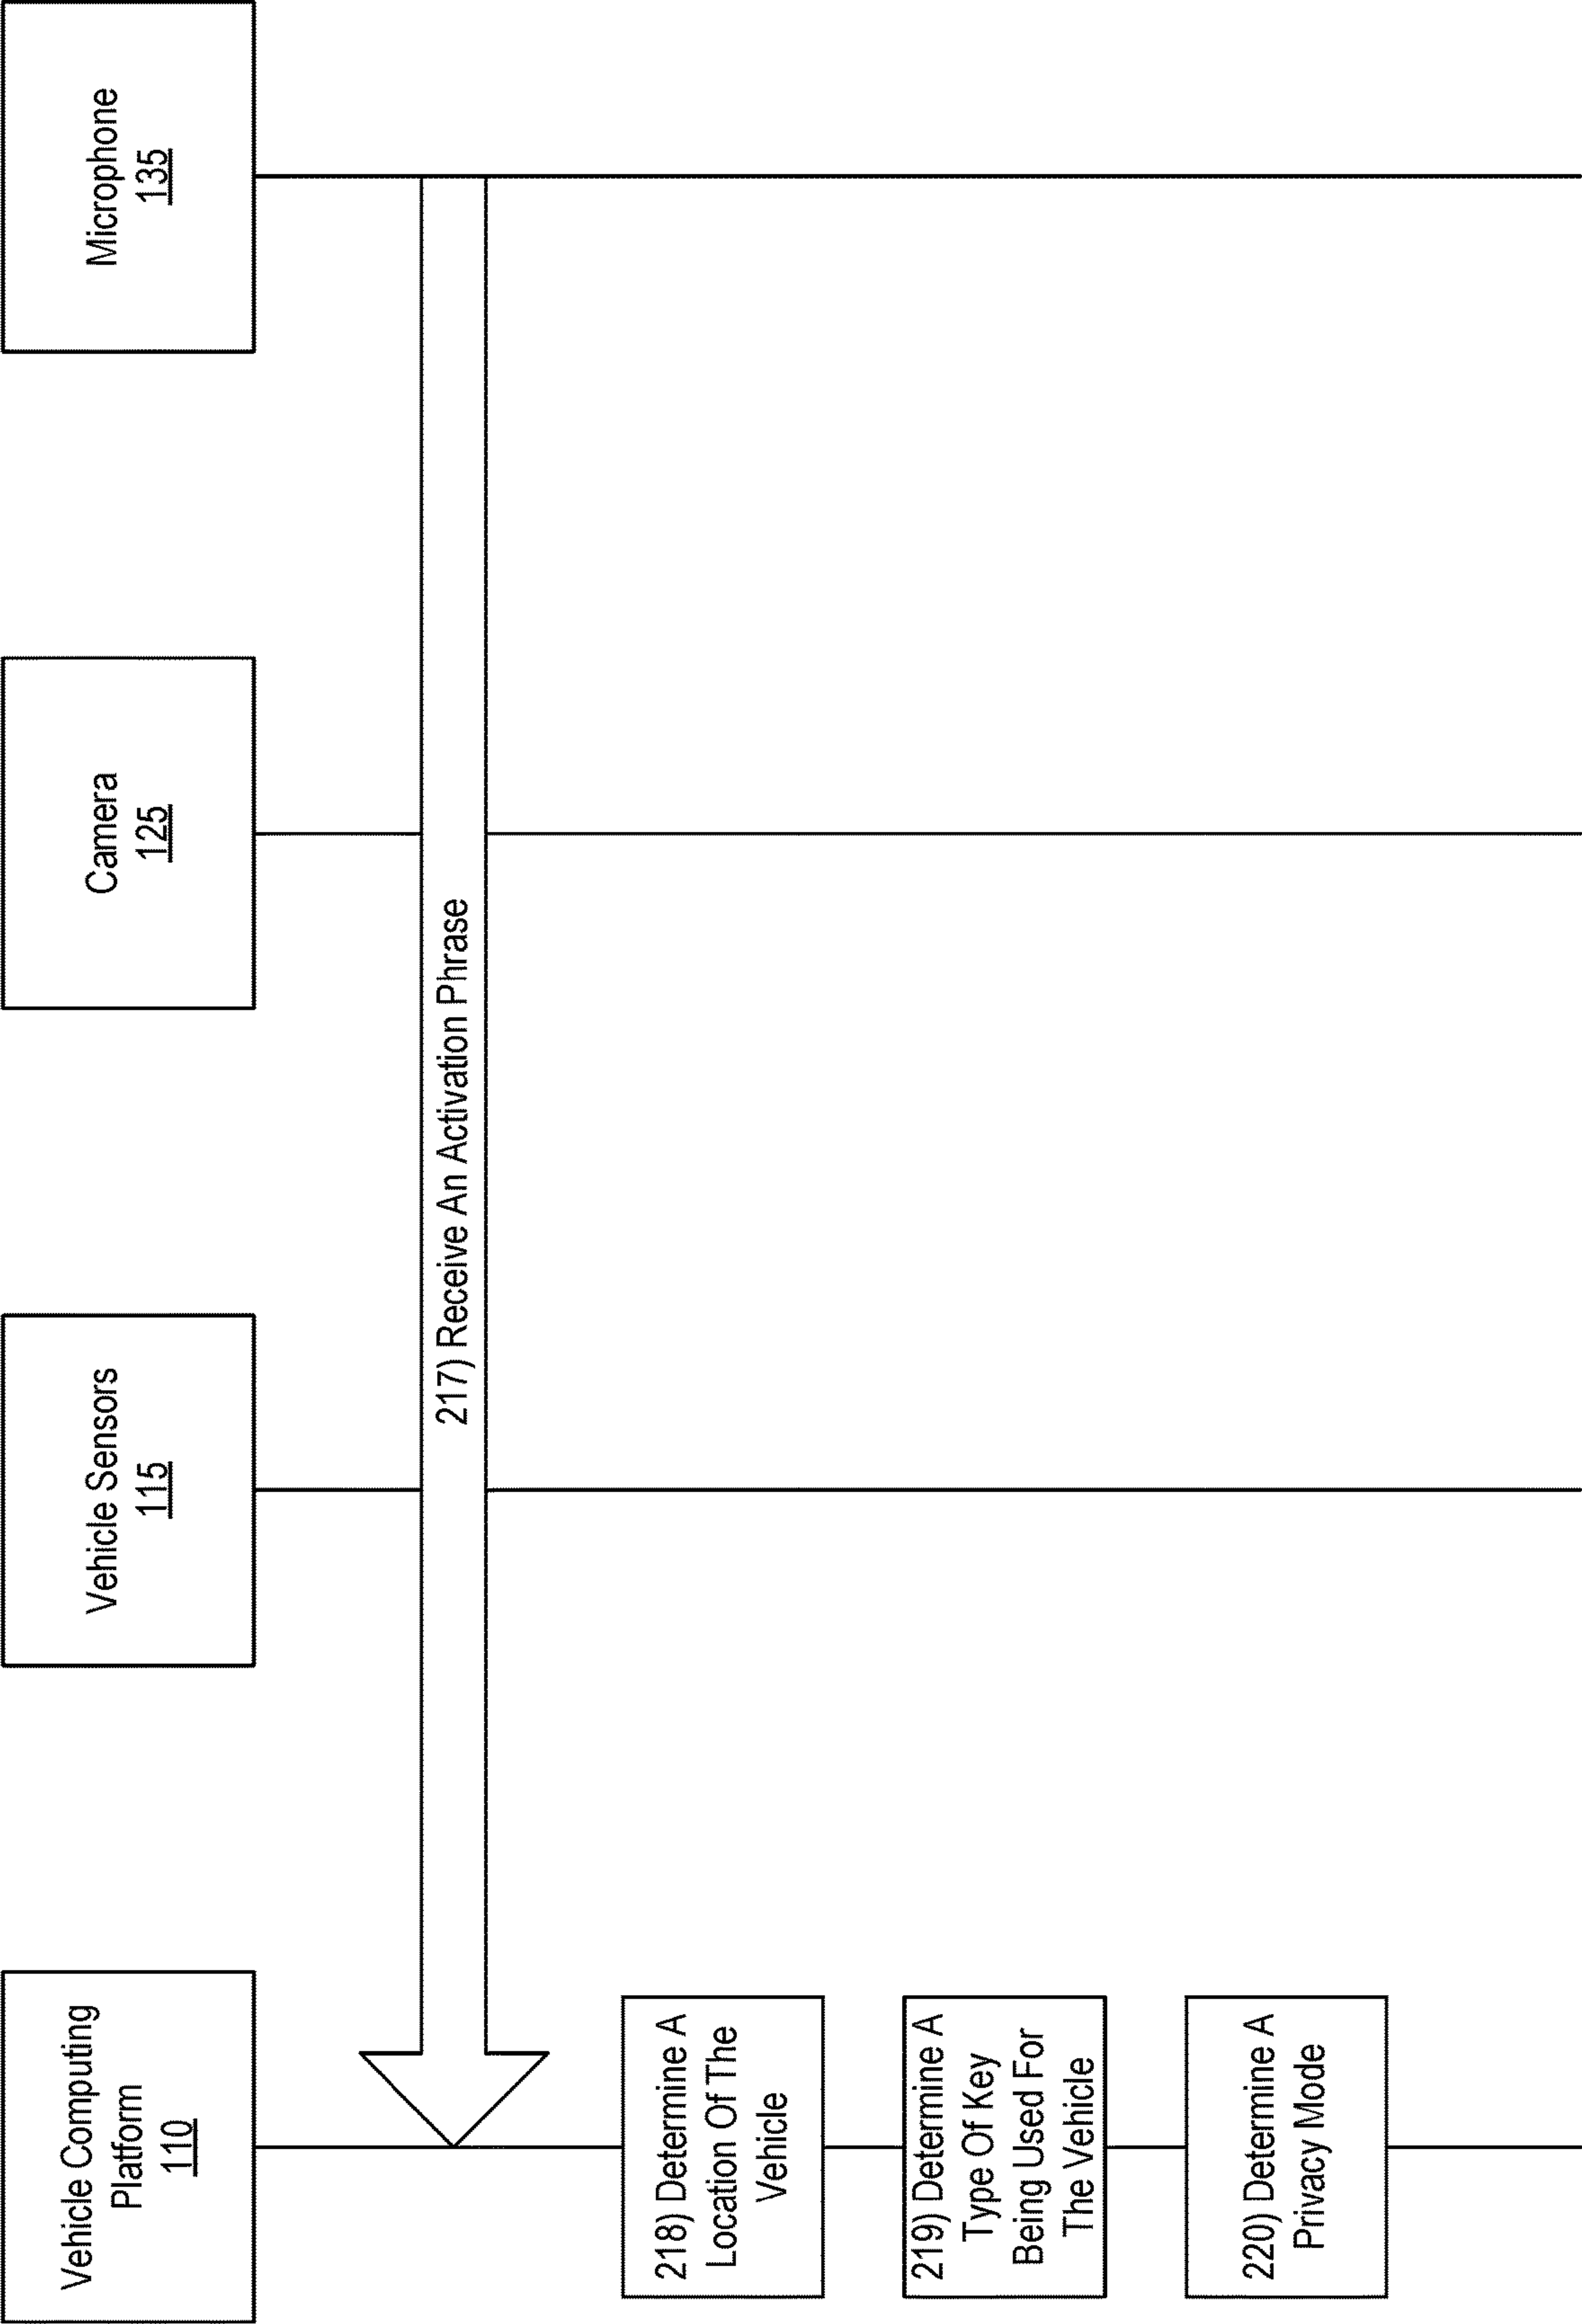 Vehicle Computing
Platform
110
Vehicle Sensors
115
Camera
125
Microphone
135
217) Receive An Activation Phrase
218) Determine A
Location Of The
Vehicle
219) Determine A
Type Of Key
Being Used For
The Vehicle
220) Determine A
Privacy Mode